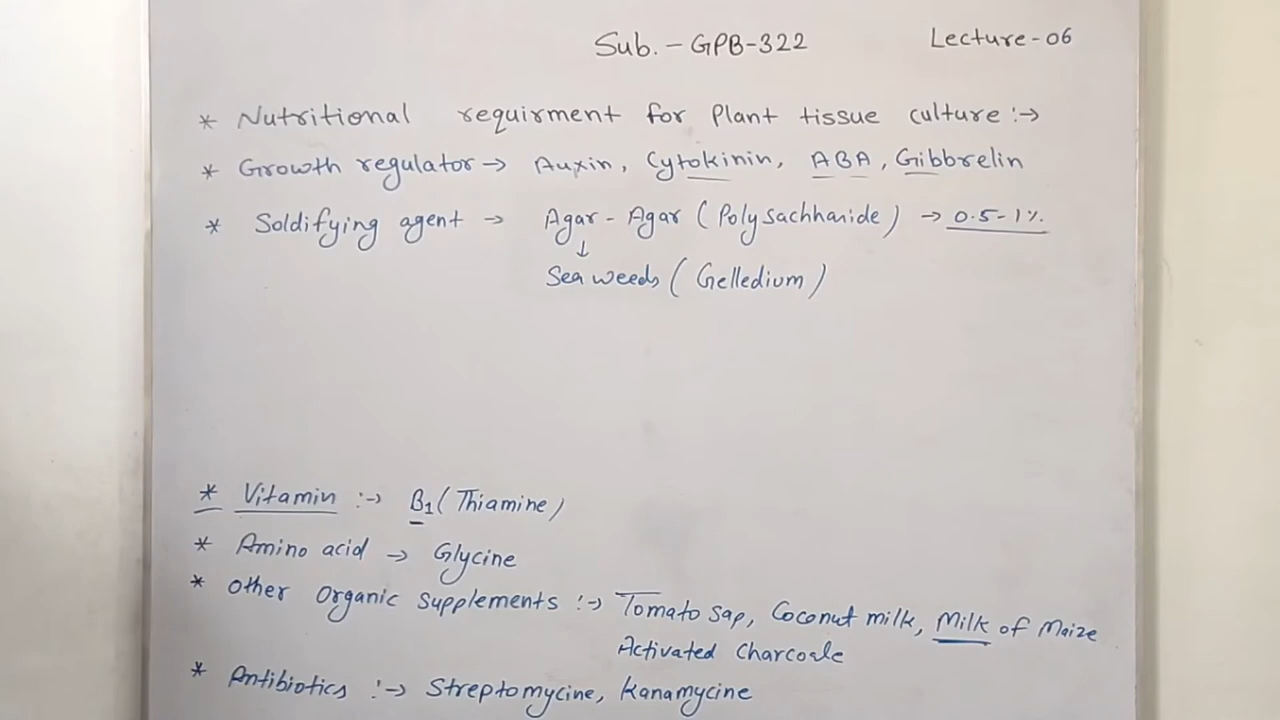 Sub. - GPB-322 Lecture-06
* Nutritional requirment for Plant tissue culture :->
* Growth regulator -> Auxin, Cytokinin, ABA, Gibbrelin
* Soldifying agent -> Agar - Agar (Polysachharide) -> 0.5-1%.
↓
Sea weeds (Gelledium)
* Vitamin :-> B1 (Thiamine)
* Amino acid -> Glycine
* Other Organic Supplements :-> Tomato sap, Coconut milk, Milk of Maize
Activated Charcoale
* Antibiotics :-> Streptomycine, Kanamycine